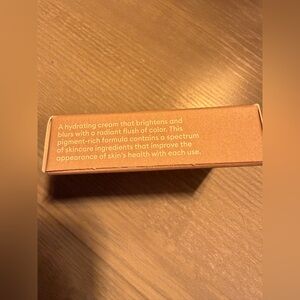 A hydrating cream that brightens and
blurs with a radiant flush of color. This
pigment-rich formula contains a spectrum
of skincare ingredients that improve the
appearance of skin's health with each use.